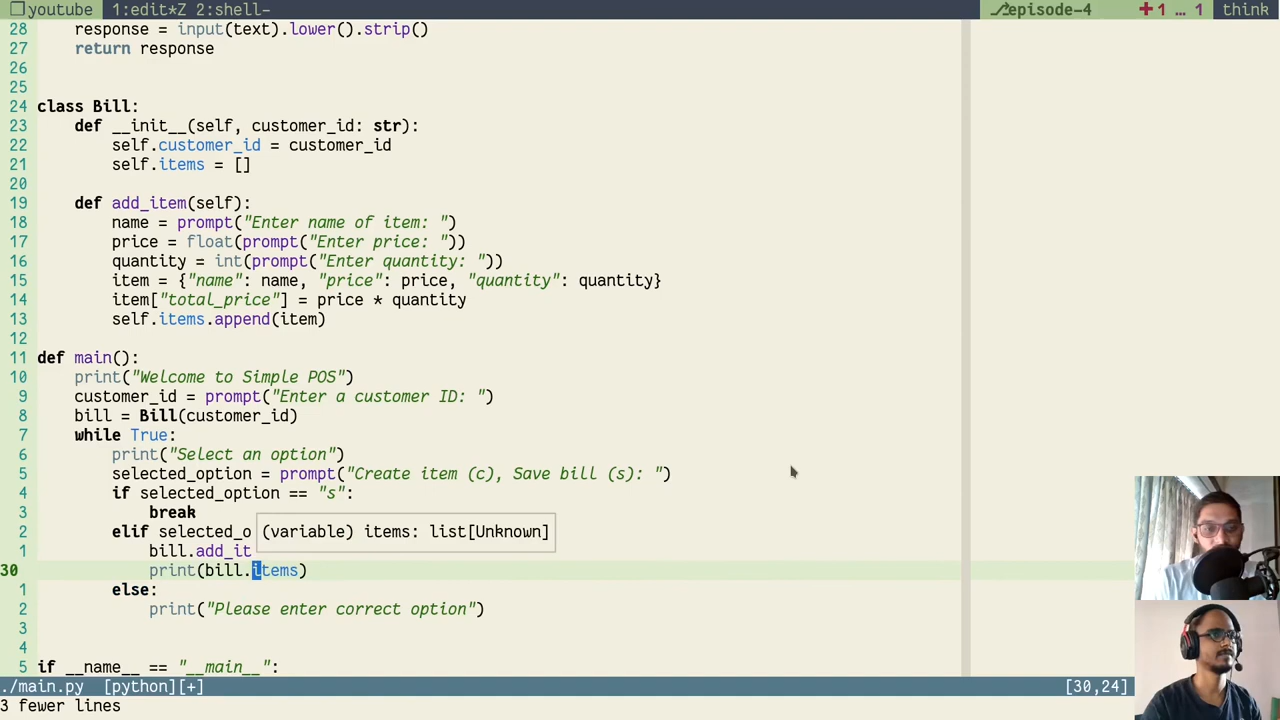 youtube 1:edit*Z 2:shell- episode-4 +1 … 1 think
28 response = input(text).lower().strip()
27 return response
26
25
24 class Bill:
23 def __init__(self, customer_id: str):
22 self.customer_id = customer_id
21 self.items = []
20
19 def add_item(self):
18 name = prompt("Enter name of item: ")
17 price = float(prompt("Enter price: "))
16 quantity = int(prompt("Enter quantity: "))
15 item = {"name": name, "price": price, "quantity": quantity}
14 item["total_price"] = price * quantity
13 self.items.append(item)
12
11 def main():
10 print("Welcome to Simple POS")
9 customer_id = prompt("Enter a customer ID: ")
8 bill = Bill(customer_id)
7 while True:
6 print("Select an option")
5 selected_option = prompt("Create item (c), Save bill (s): ")
4 if selected_option == "s":
3 break
2 elif selected_o (variable) items: list[Unknown]
1 bill.add_it
30 print(bill.items)
1 else:
2 print("Please enter correct option")
3
4
5 if __name__ == "__main__":
./main.py [python][+] [30,24]
3 fewer lines